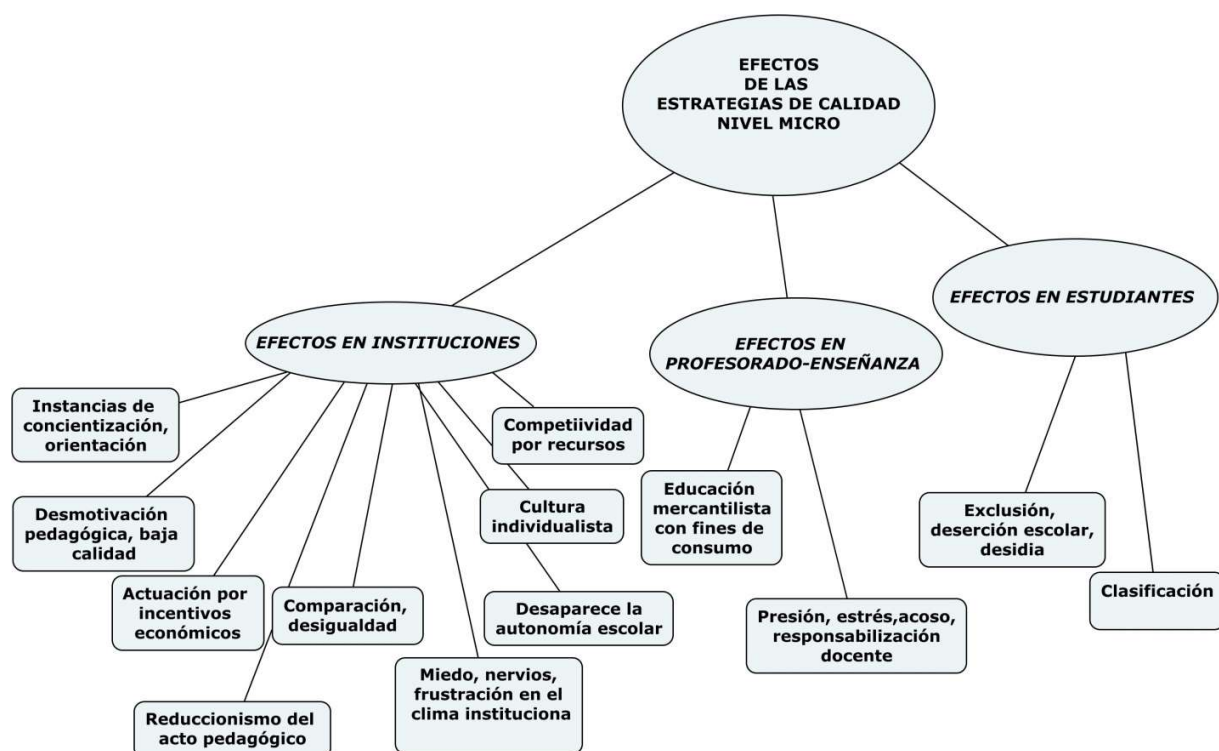 EFECTOS
DE LAS
ESTRATEGIAS DE CALIDAD
NIVEL MICRO
EFECTOS EN INSTITUCIONES
EFECTOS EN
PROFESORADO-ENSEÑANZA
EFECTOS EN ESTUDIANTES
Instancias de
concientización,
orientación
Desmotivación
pedagógica, baja
calidad
Actuación por
incentivos
económicos
Reduccionismo del
acto pedagógico
Comparación,
desigualdad
Miedo, nervios,
frustración en el
clima instituciona
Desaparece la
autonomía escolar
Cultura
individualista
Competiividad
por recursos
Educación
mercantilista
con fines de
consumo
Presión, estrés,acoso,
responsabilización
docente
Exclusión,
deserción escolar,
desidia
Clasificación